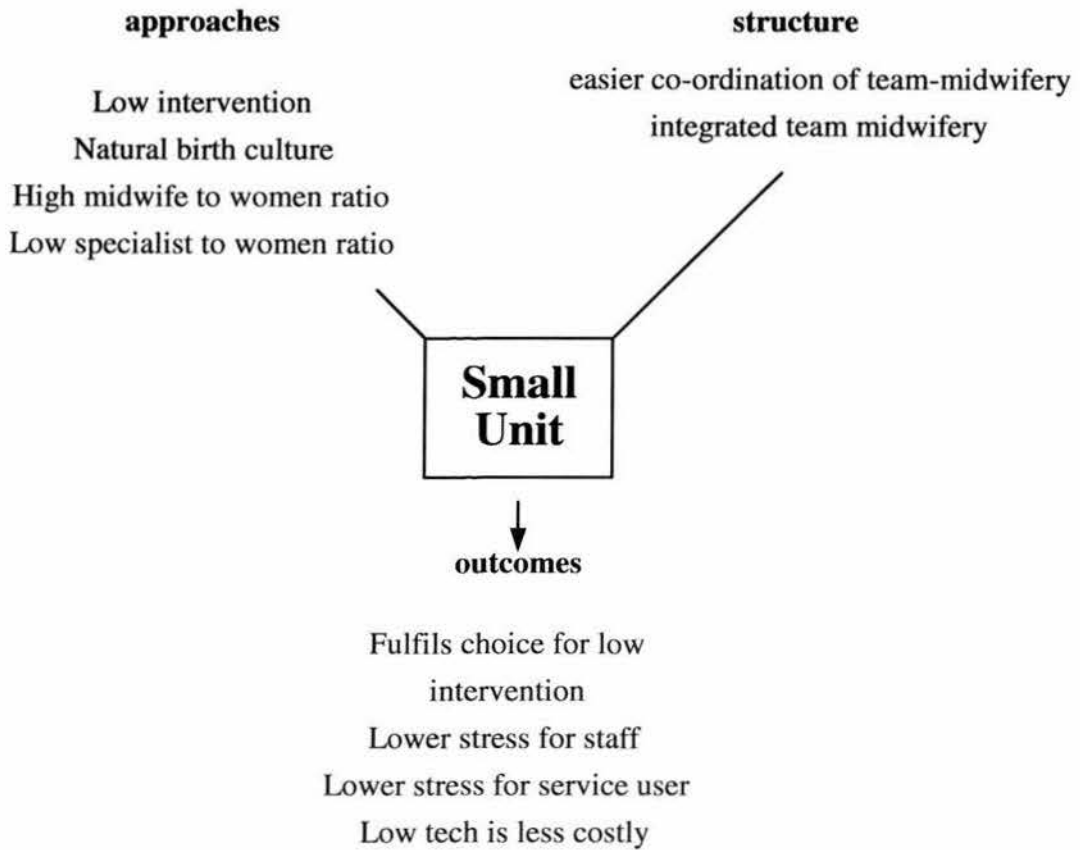 approaches
Low intervention
Natural birth culture
High midwife to women ratio
Low specialist to women ratio
structure
easier co-ordination of team-midwifery
integrated team midwifery
Small
Unit
outcomes
Fulfils choice for low
intervention
Lower stress for staff
Lower stress for service user
Low tech is less costly